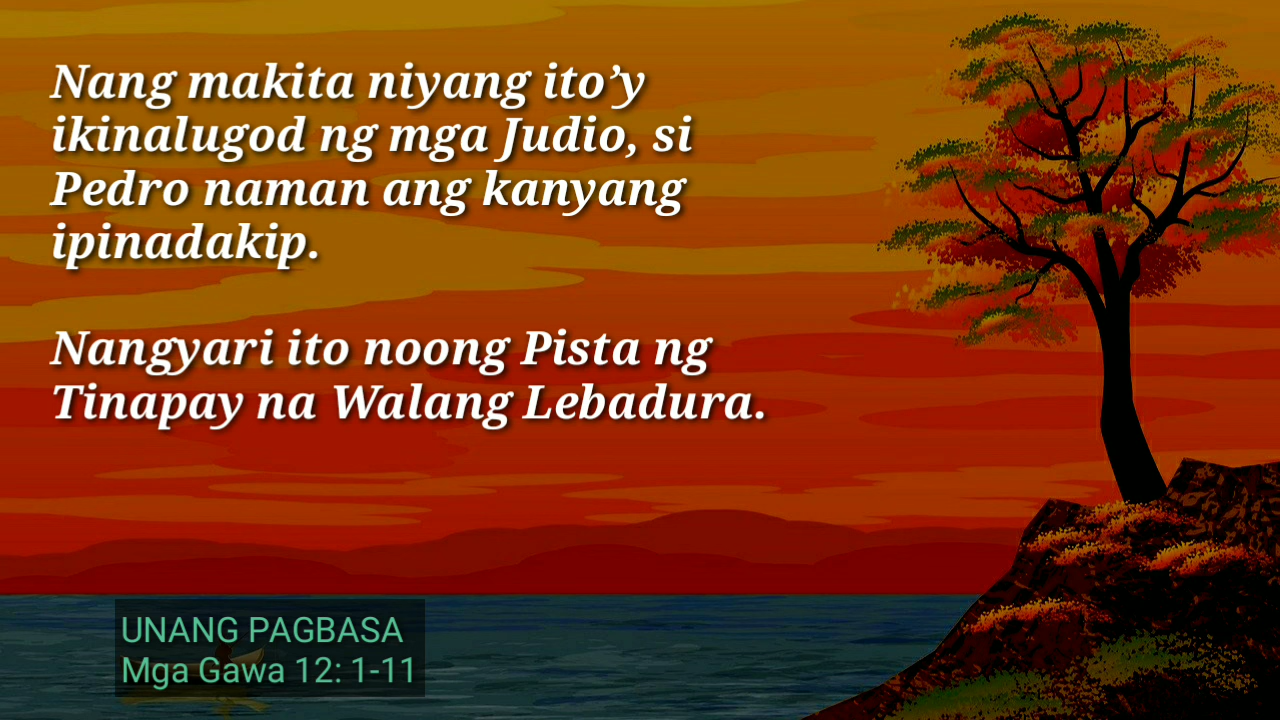 Nang makita niyang ito’y
ikinalugod ng mga Judio, si
Pedro naman ang kanyang
ipinadakip.
Nangyari ito noong Pista ng
Tinapay na Walang Lebadura.
UNANG PAGBASA
Mga Gawa 12: 1-11